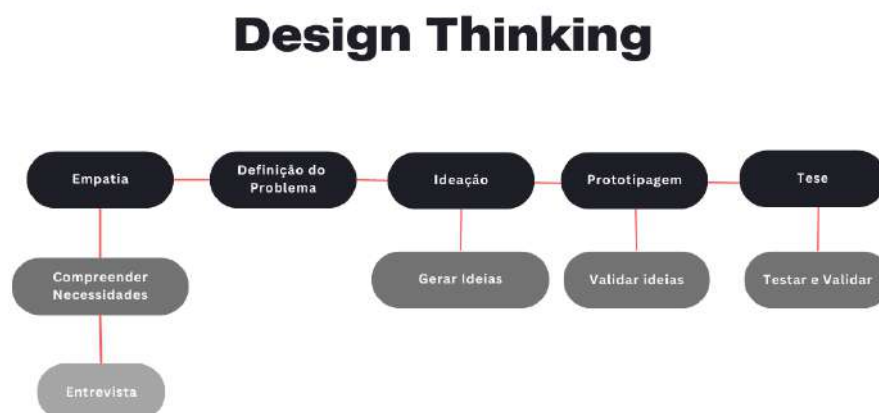 Design Thinking
Empatia
Definição do
Problema
Ideação
Prototipagem
Tese
Compreender
Necessidades
Gerar Ideias
Validar ideias
Testar e Validar
Entrevista